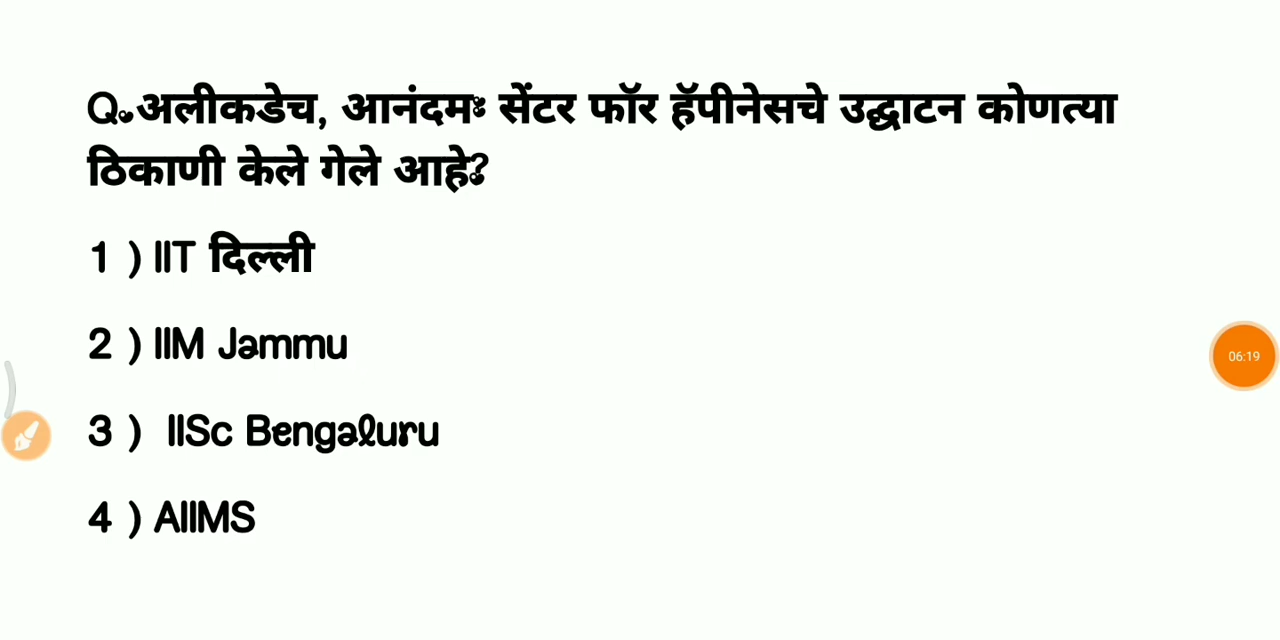 Q.अलीकडेच, आनंदमः सेंटर फॉर हॅपीनेसचे उद्घाटन कोणत्या
ठिकाणी केले गेले आहे?
1 ) IIT दिल्ली
2 ) IIM Jammu
3 ) IISc Bengaluru
4 ) AIIMS
06:19